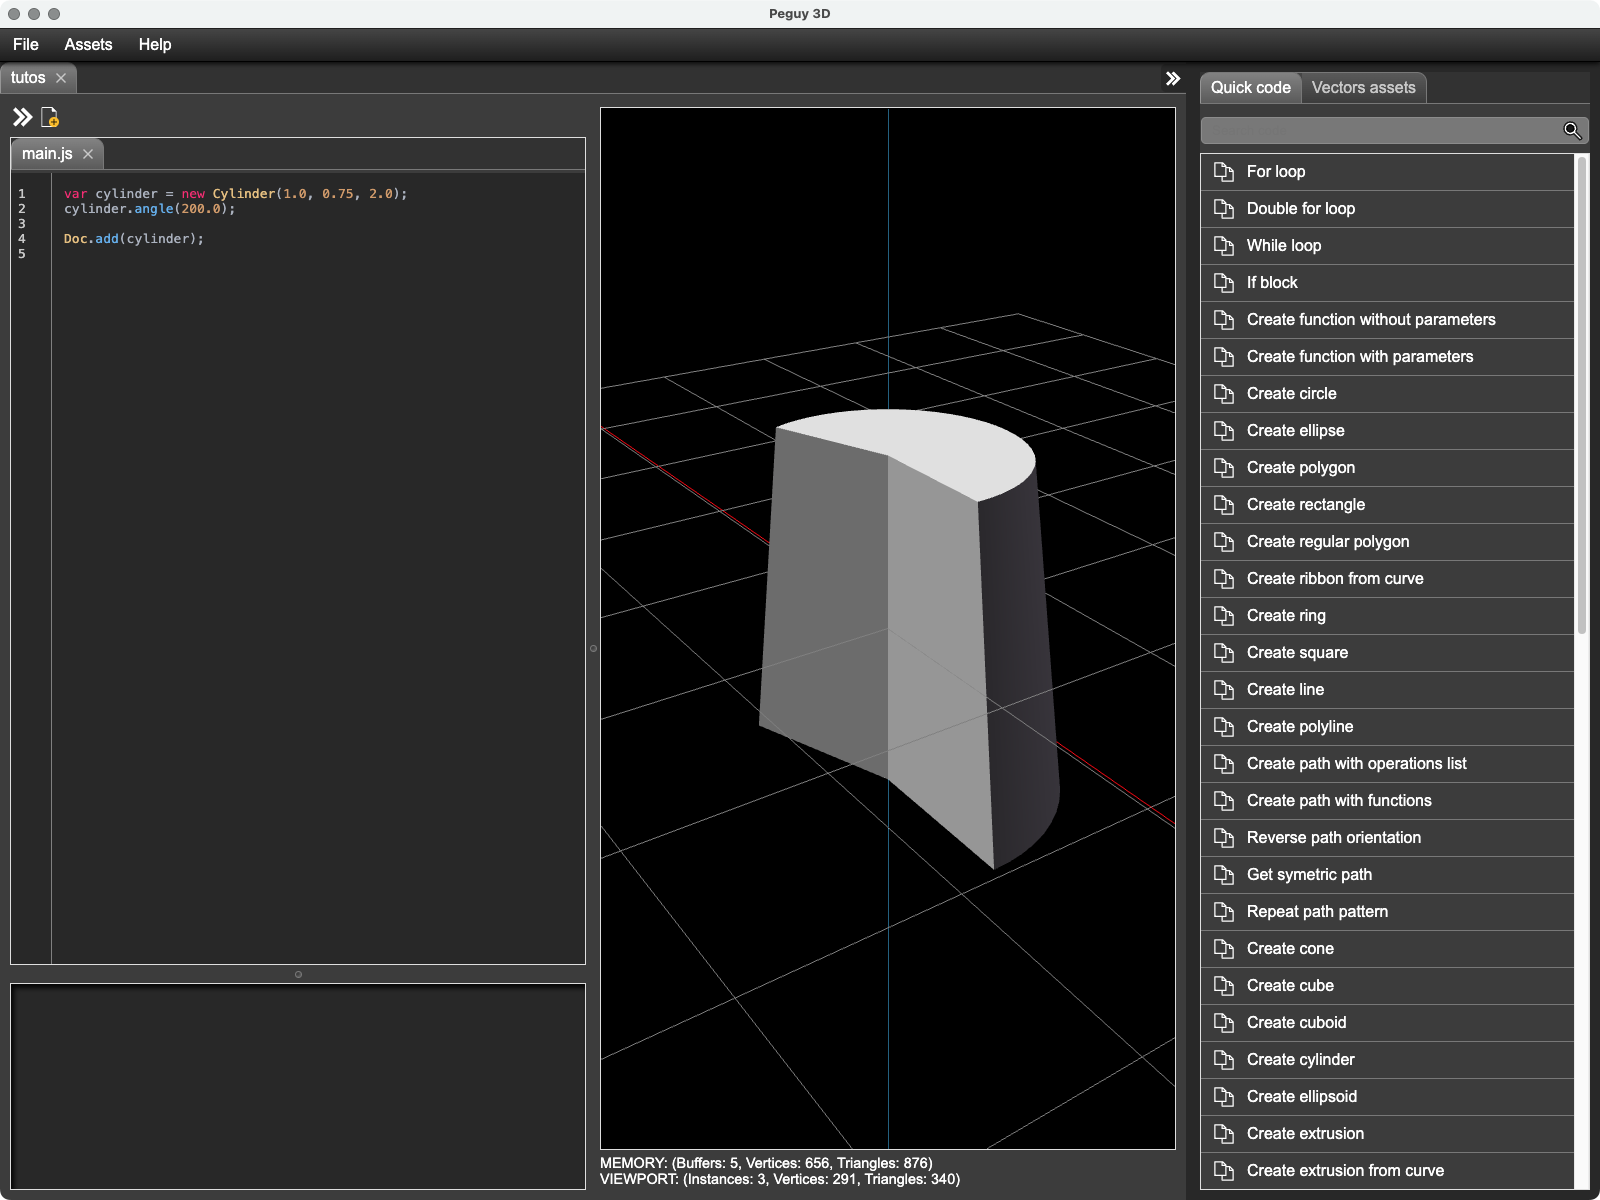 Peguy 3D
File Assets Help
tutos
main.js
1 var cylinder = new Cylinder(1.0, 0.75, 2.0);
2 cylinder.angle(200.0);
3
4 Doc.add(cylinder);
5
MEMORY: (Buffers: 5, Vertices: 656, Triangles: 876)
VIEWPORT: (Instances: 3, Vertices: 291, Triangles: 340)
Quick code Vectors assets
For loop
Double for loop
While loop
If block
Create function without parameters
Create function with parameters
Create circle
Create ellipse
Create polygon
Create rectangle
Create regular polygon
Create ribbon from curve
Create ring
Create square
Create line
Create polyline
Create path with operations list
Create path with functions
Reverse path orientation
Get symetric path
Repeat path pattern
Create cone
Create cube
Create cuboid
Create cylinder
Create ellipsoid
Create extrusion
Create extrusion from curve